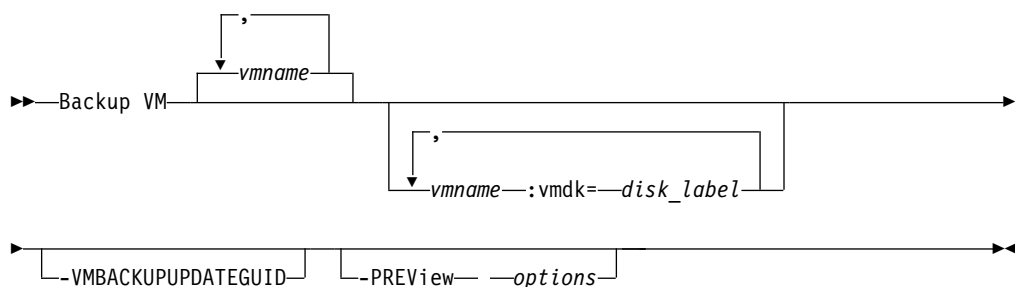 ,
vmname
Backup VM
,
vmname :vmdk= disk_label
-VMBACKUPUPDATEGUID -PREView options